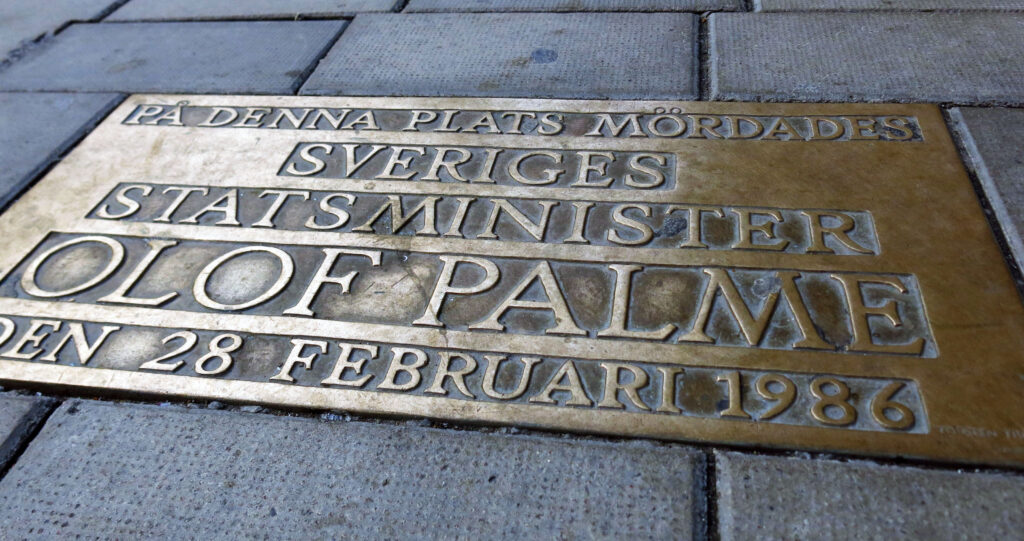 PÅ DENNA PLATS MÖRDADES
SVERIGES
STATSMINISTER
OLOF PALME
DEN 28 FEBRUARI 1986